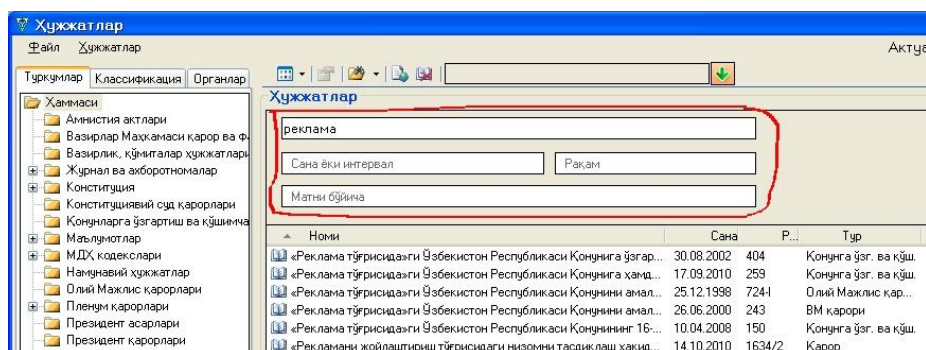 Ҳужжатлар
Файл Ҳужжатлар
Туркумлар Классификация Органлар
Ҳаммаси
Амнистия актлари
Вазирлар Маҳкамаси қарор ва ф
Вазирлик, қўмиталар ҳужжатлари
Журнал ва ахборотномалар
Конституция
Конституциявий суд қарорлари
Қонунларга ўзгартиш ва қўшимча
Маълумотлар
МДҲ кодекслари
Намунавий ҳужжатлар
Олий Мажлис қарорлари
Пленум қарорлари
Президент асарлари
Президент қарорлари
Ҳужжатлар
реклама
Сана ёки интервал Рақам
Матни бўйича
Номи Сана Р... Тур
«Реклама тўғрисида»ги Ўзбекистон Республикаси Қонунига ўзгар... 30.08.2002 404 Қонунга ўзг. ва қўш.
«Реклама тўғрисида»ги Ўзбекистон Республикаси Қонунига ҳамд... 17.09.2010 259 Қонунга ўзг. ва қўш.
«Реклама тўғрисида»ги Ўзбекистон Республикаси Қонунини амал... 25.12.1998 724-I Олий Мажлис қар...
«Реклама тўғрисида»ги Ўзбекистон Республикаси Қонунини амал... 26.06.2000 243 ВМ қарори
«Реклама тўғрисида»ги Ўзбекистон Республикаси Қонунининг 16-... 10.04.2008 150 Қонунга ўзг. ва қўш.
«Рекламани жойлаштириш тўғрисидаги низомни тасдиқлаш ҳақид... 14.10.2010 1634/2 Қарор